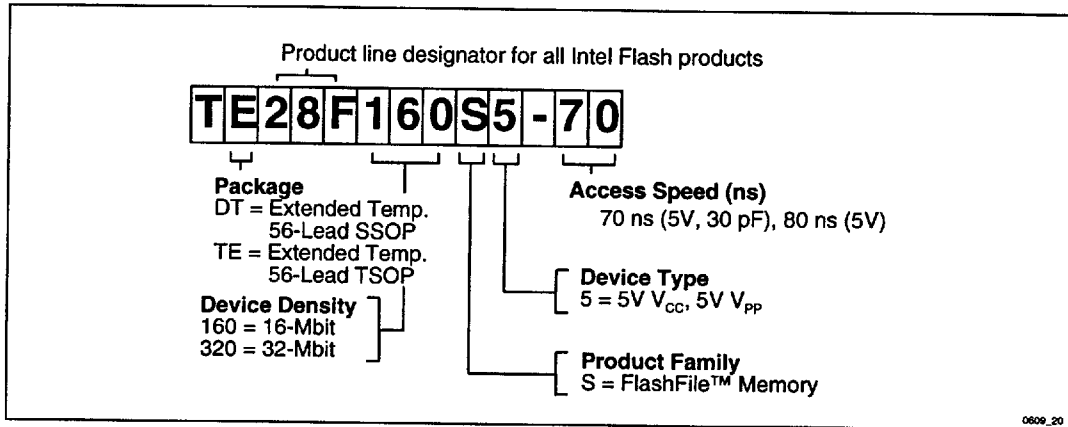 Product line designator for all Intel Flash products
TE28F160S5-70
Package
DT = Extended Temp.
56-Lead SSOP
TE = Extended Temp.
56-Lead TSOP
Device Density
160 = 16-Mbit
320 = 32-Mbit
Access Speed (ns)
70 ns (5V, 30 pF), 80 ns (5V)
Device Type
5 = 5V VCC, 5V VPP
Product Family
S = FlashFile™ Memory
0609_20